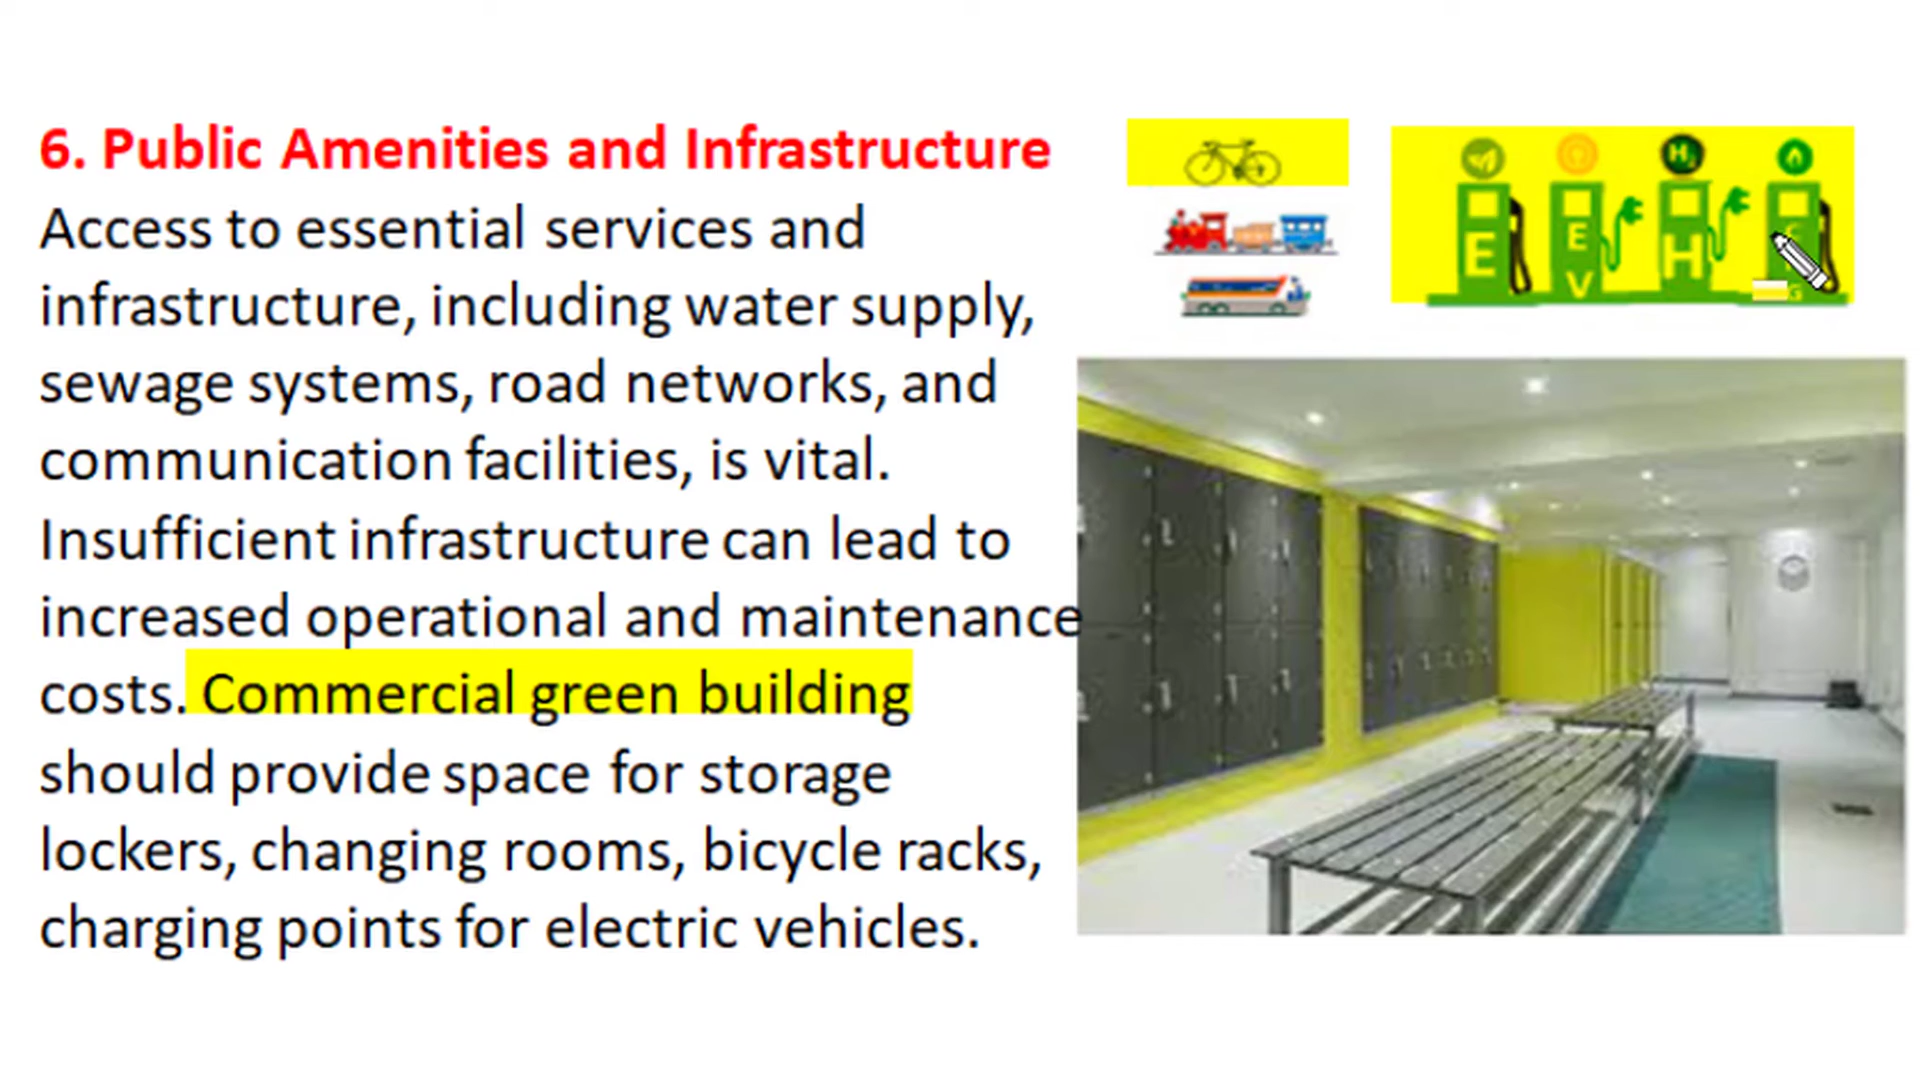 6. Public Amenities and Infrastructure
Access to essential services and
infrastructure, including water supply,
sewage systems, road networks, and
communication facilities, is vital.
Insufficient infrastructure can lead to
increased operational and maintenance
costs. Commercial green building
should provide space for storage
lockers, changing rooms, bicycle racks,
charging points for electric vehicles.
E
E
V
H₂
H
G